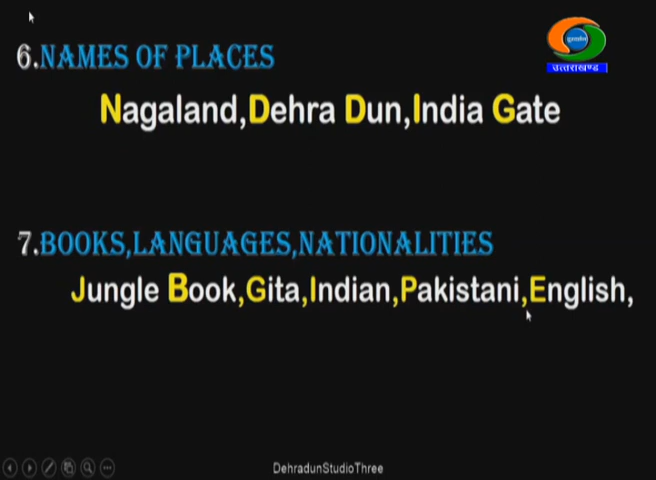 6.NAMES OF PLACES
उत्तराखण्ड
Nagaland,Dehra Dun,India Gate
7.BOOKS,LANGUAGES,NATIONALITIES
Jungle Book,Gita,Indian,Pakistani,English,
DehradunStudioThree